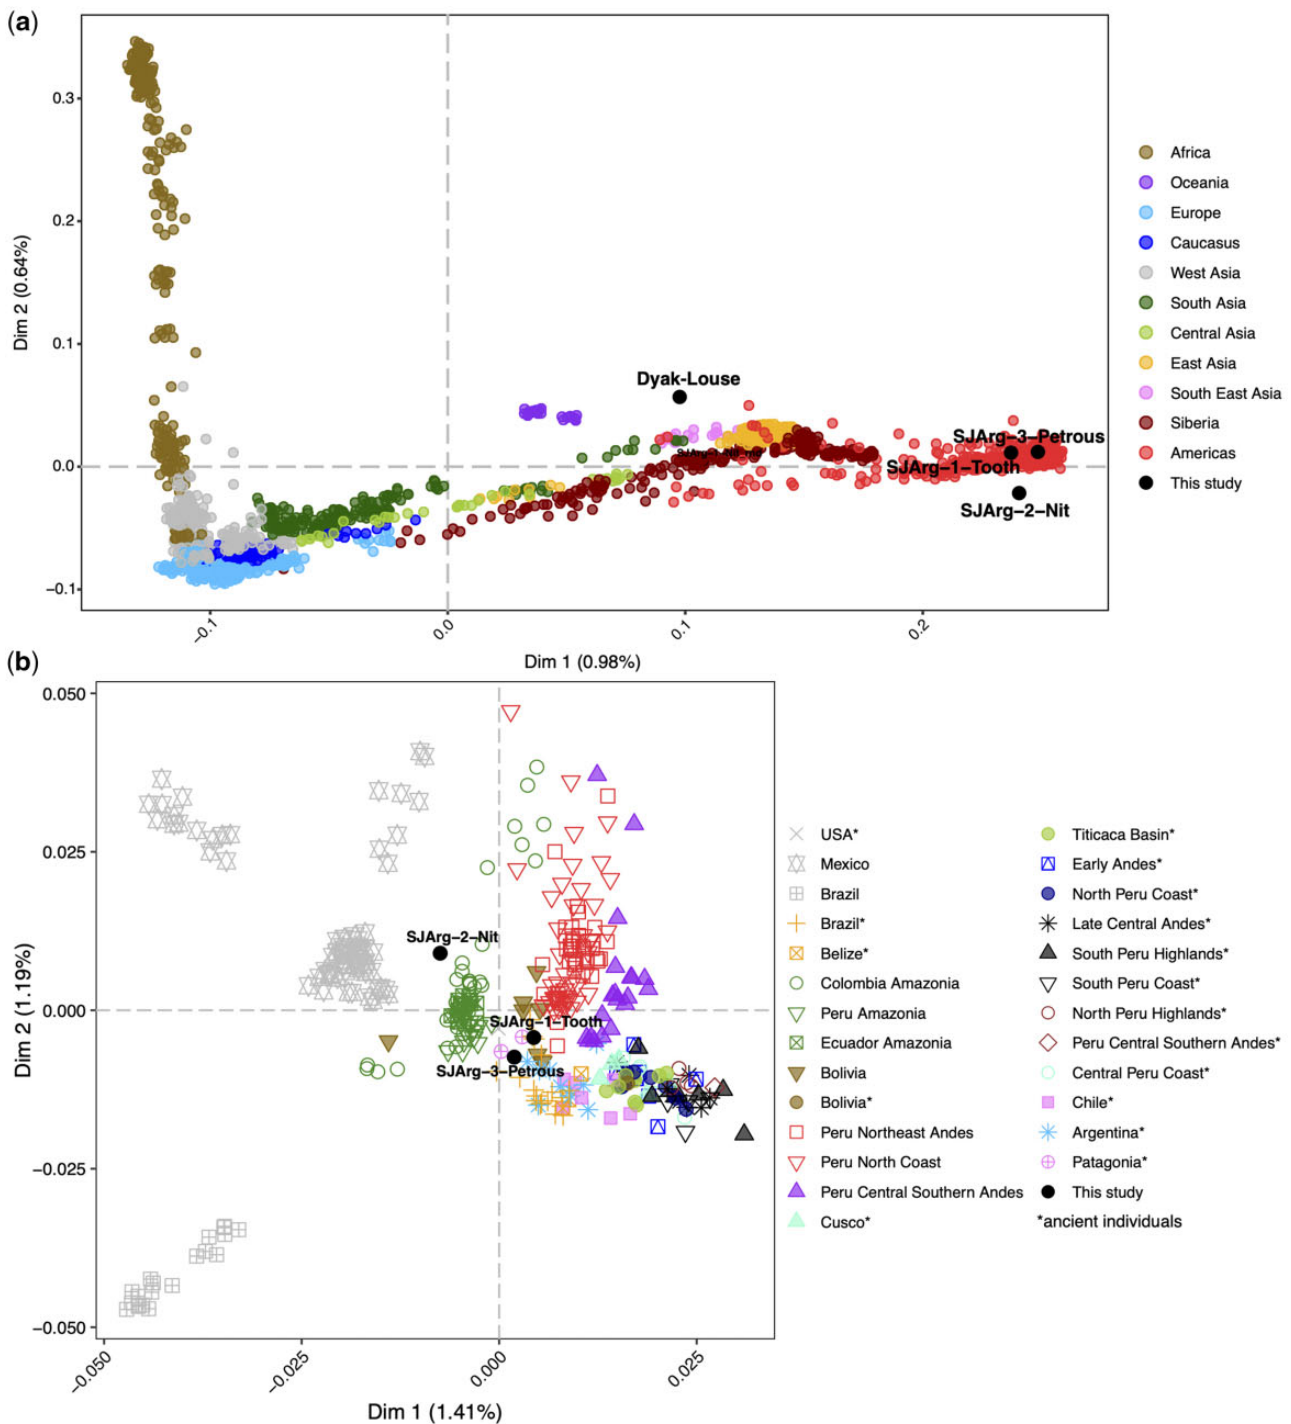 (a)
0.3
0.2
0.1
0.0
−0.1
Dim 2 (0.64%)
Dyak-Louse
SJArg−3−Petrous
SJArg−1−Tooth
SJArg−2−Nit
−0.1
0.0
0.1
0.2
Dim 1 (0.98%)
Africa
Oceania
Europe
Caucasus
West Asia
South Asia
Central Asia
East Asia
South East Asia
Siberia
Americas
This study
(b)
0.050
0.025
0.000
−0.025
−0.050
Dim 2 (1.19%)
SJArg−2−Nit
SJArg−1−Tooth
SJArg−3−Petrous
−0.050
−0.025
0.000
0.025
Dim 1 (1.41%)
USA*
Mexico
Brazil
Brazil*
Belize*
Colombia Amazonia
Peru Amazonia
Ecuador Amazonia
Bolivia
Bolivia*
Peru Northeast Andes
Peru North Coast
Peru Central Southern Andes
Cusco*
Titicaca Basin*
Early Andes*
North Peru Coast*
Late Central Andes*
South Peru Highlands*
South Peru Coast*
North Peru Highlands*
Peru Central Southern Andes*
Central Peru Coast*
Chile*
Argentina*
Patagonia*
This study
*ancient individuals